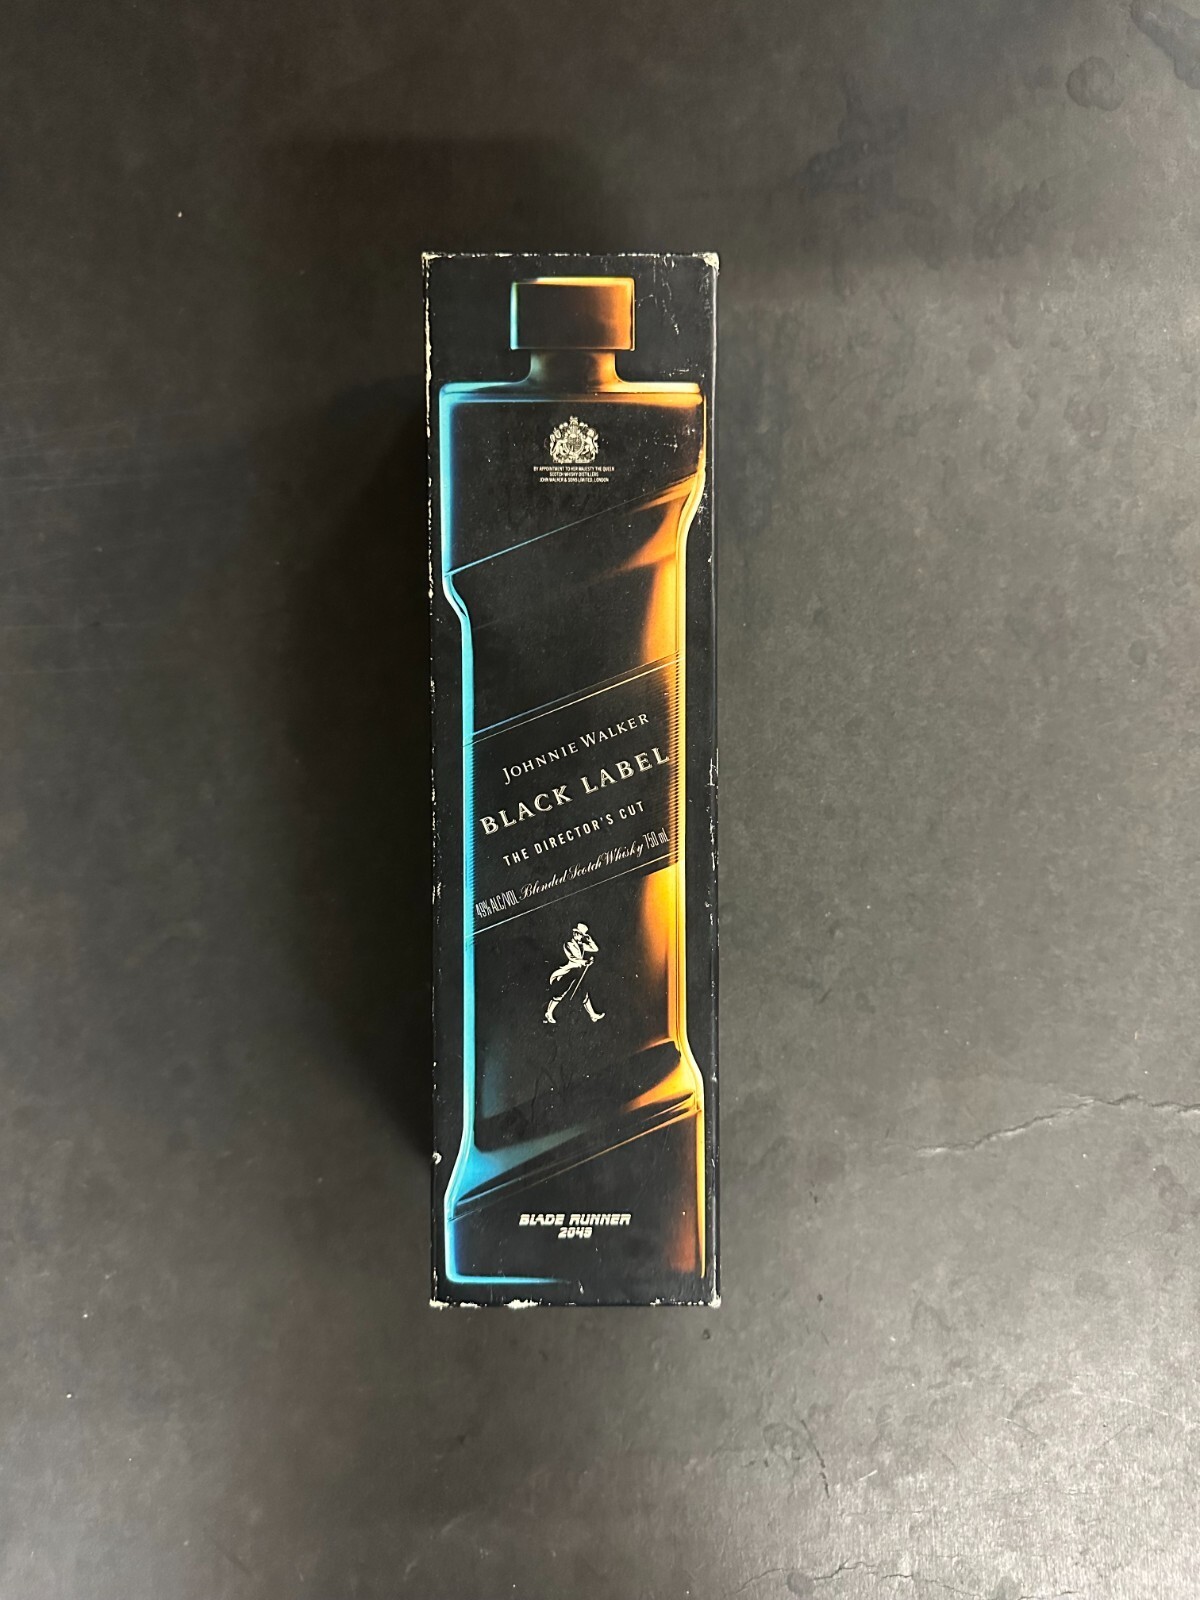 BY APPOINTMENT TO HER MAJESTY THE QUEEN
SCOTCH WHISKY DISTILLERS
JOHN WALKER & SONS LIMITED, LONDON
JOHNNIE WALKER
BLACK LABEL
THE DIRECTOR'S CUT
49% ALC/VOL Blended Scotch Whisky 750 mL
BLADE RUNNER
2049